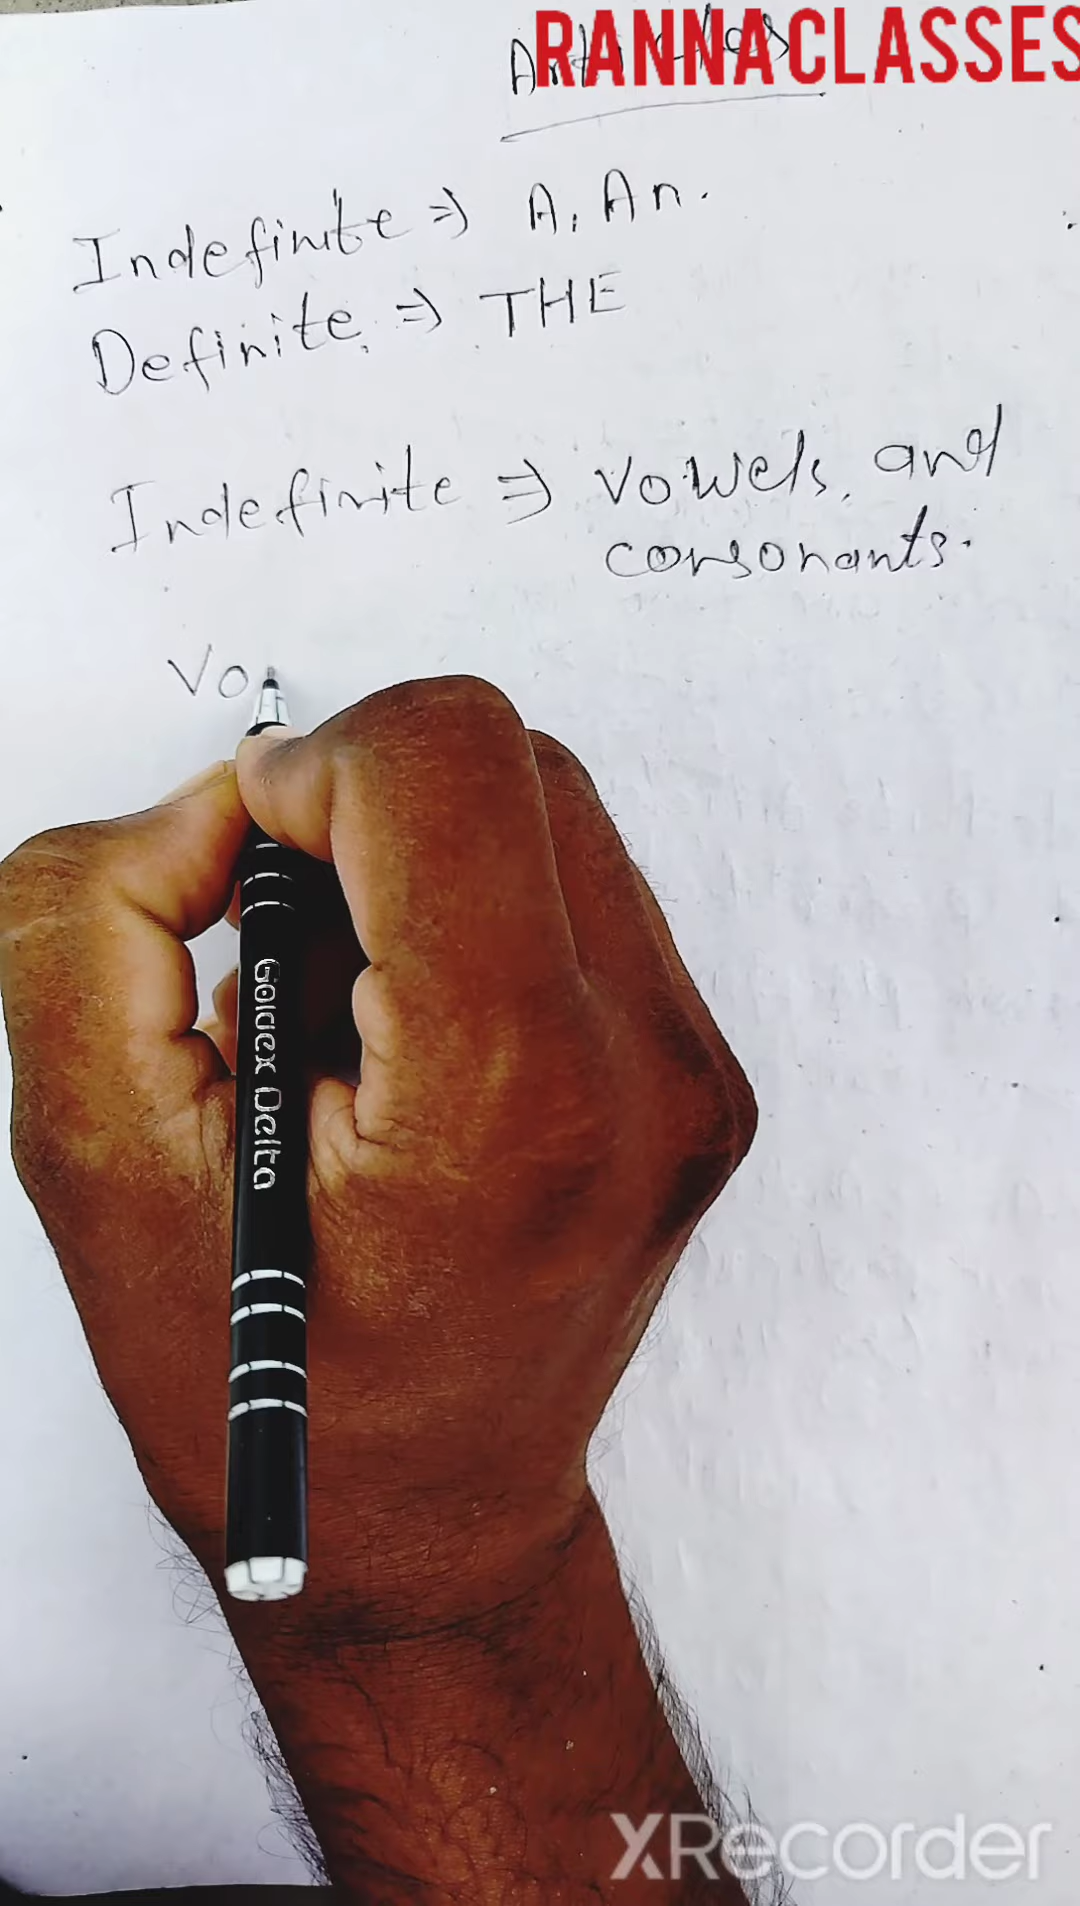 RANNA CLASSES
Indefinite ⇒ A, An.
Definite. ⇒ THE
Indefinite ⇒ Vowels. and
consonants.
Vo
Goldex Delta
XRecorder